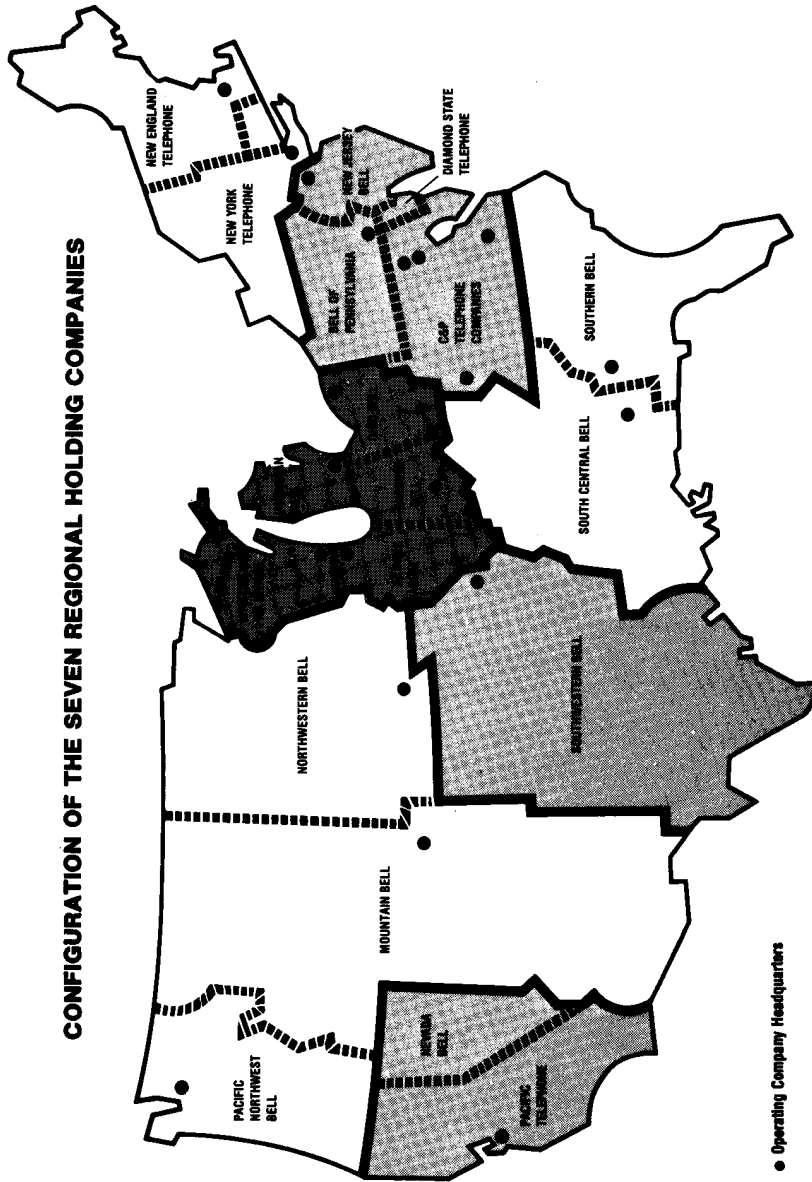 CONFIGURATION OF THE SEVEN REGIONAL HOLDING COMPANIES
PACIFIC
NORTHWEST
BELL
MOUNTAIN BELL
NORTHWESTERN BELL
NEVADA
BELL
PACIFIC
TELEPHONE
SOUTHWESTERN BELL
SOUTH CENTRAL BELL
SOUTHERN BELL
C&P
TELEPHONE
COMPANIES
BELL OF
PENNSYLVANIA
NEW JERSEY
BELL
DIAMOND STATE
TELEPHONE
NEW YORK
TELEPHONE
NEW ENGLAND
TELEPHONE
● Operating Company Headquarters